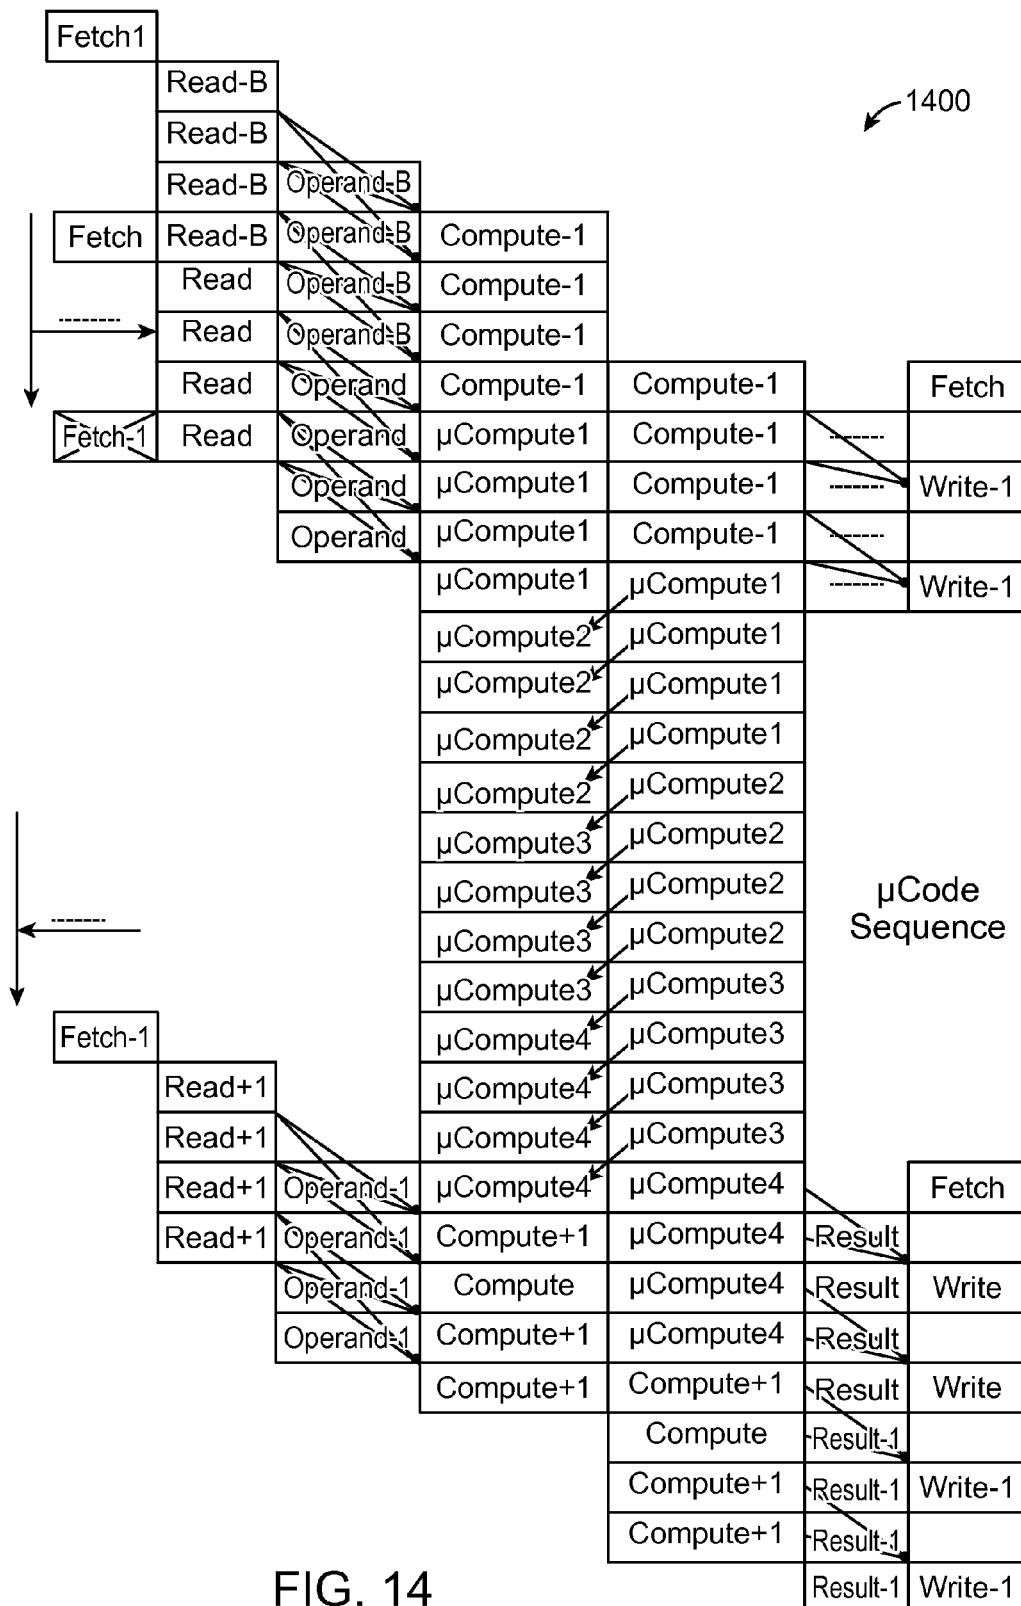 Fetch1
Read-B
1400
Read-B
Read-B Operand-B
Fetch Read-B Operand-B Compute-1
Read Operand-B Compute-1
Read Operand-B Compute-1
Read Operand Compute-1 Compute-1 Fetch
Fetch-1 Read Operand µCompute1 Compute-1
Operand µCompute1 Compute-1 Write-1
Operand µCompute1 Compute-1
µCompute1 µCompute1 Write-1
µCompute2 µCompute1
µCompute2 µCompute1
µCompute2 µCompute1
µCompute2 µCompute2
µCompute3 µCompute2
µCompute3 µCompute2
µCode
Sequence
µCompute3 µCompute2
µCompute3 µCompute3
Fetch-1 µCompute4 µCompute3
Read+1 µCompute4 µCompute3
Read+1 µCompute4 µCompute3
Read+1 Operand-1 µCompute4 µCompute4 Fetch
Read+1 Operand-1 Compute+1 µCompute4 Result
Operand-1 Compute µCompute4 Result Write
Operand-1 Compute+1 µCompute4 Result
Compute+1 Compute+1 Result Write
Compute Result-1
Compute+1 Result-1 Write-1
Compute+1 Result-1
Result-1 Write-1
FIG. 14